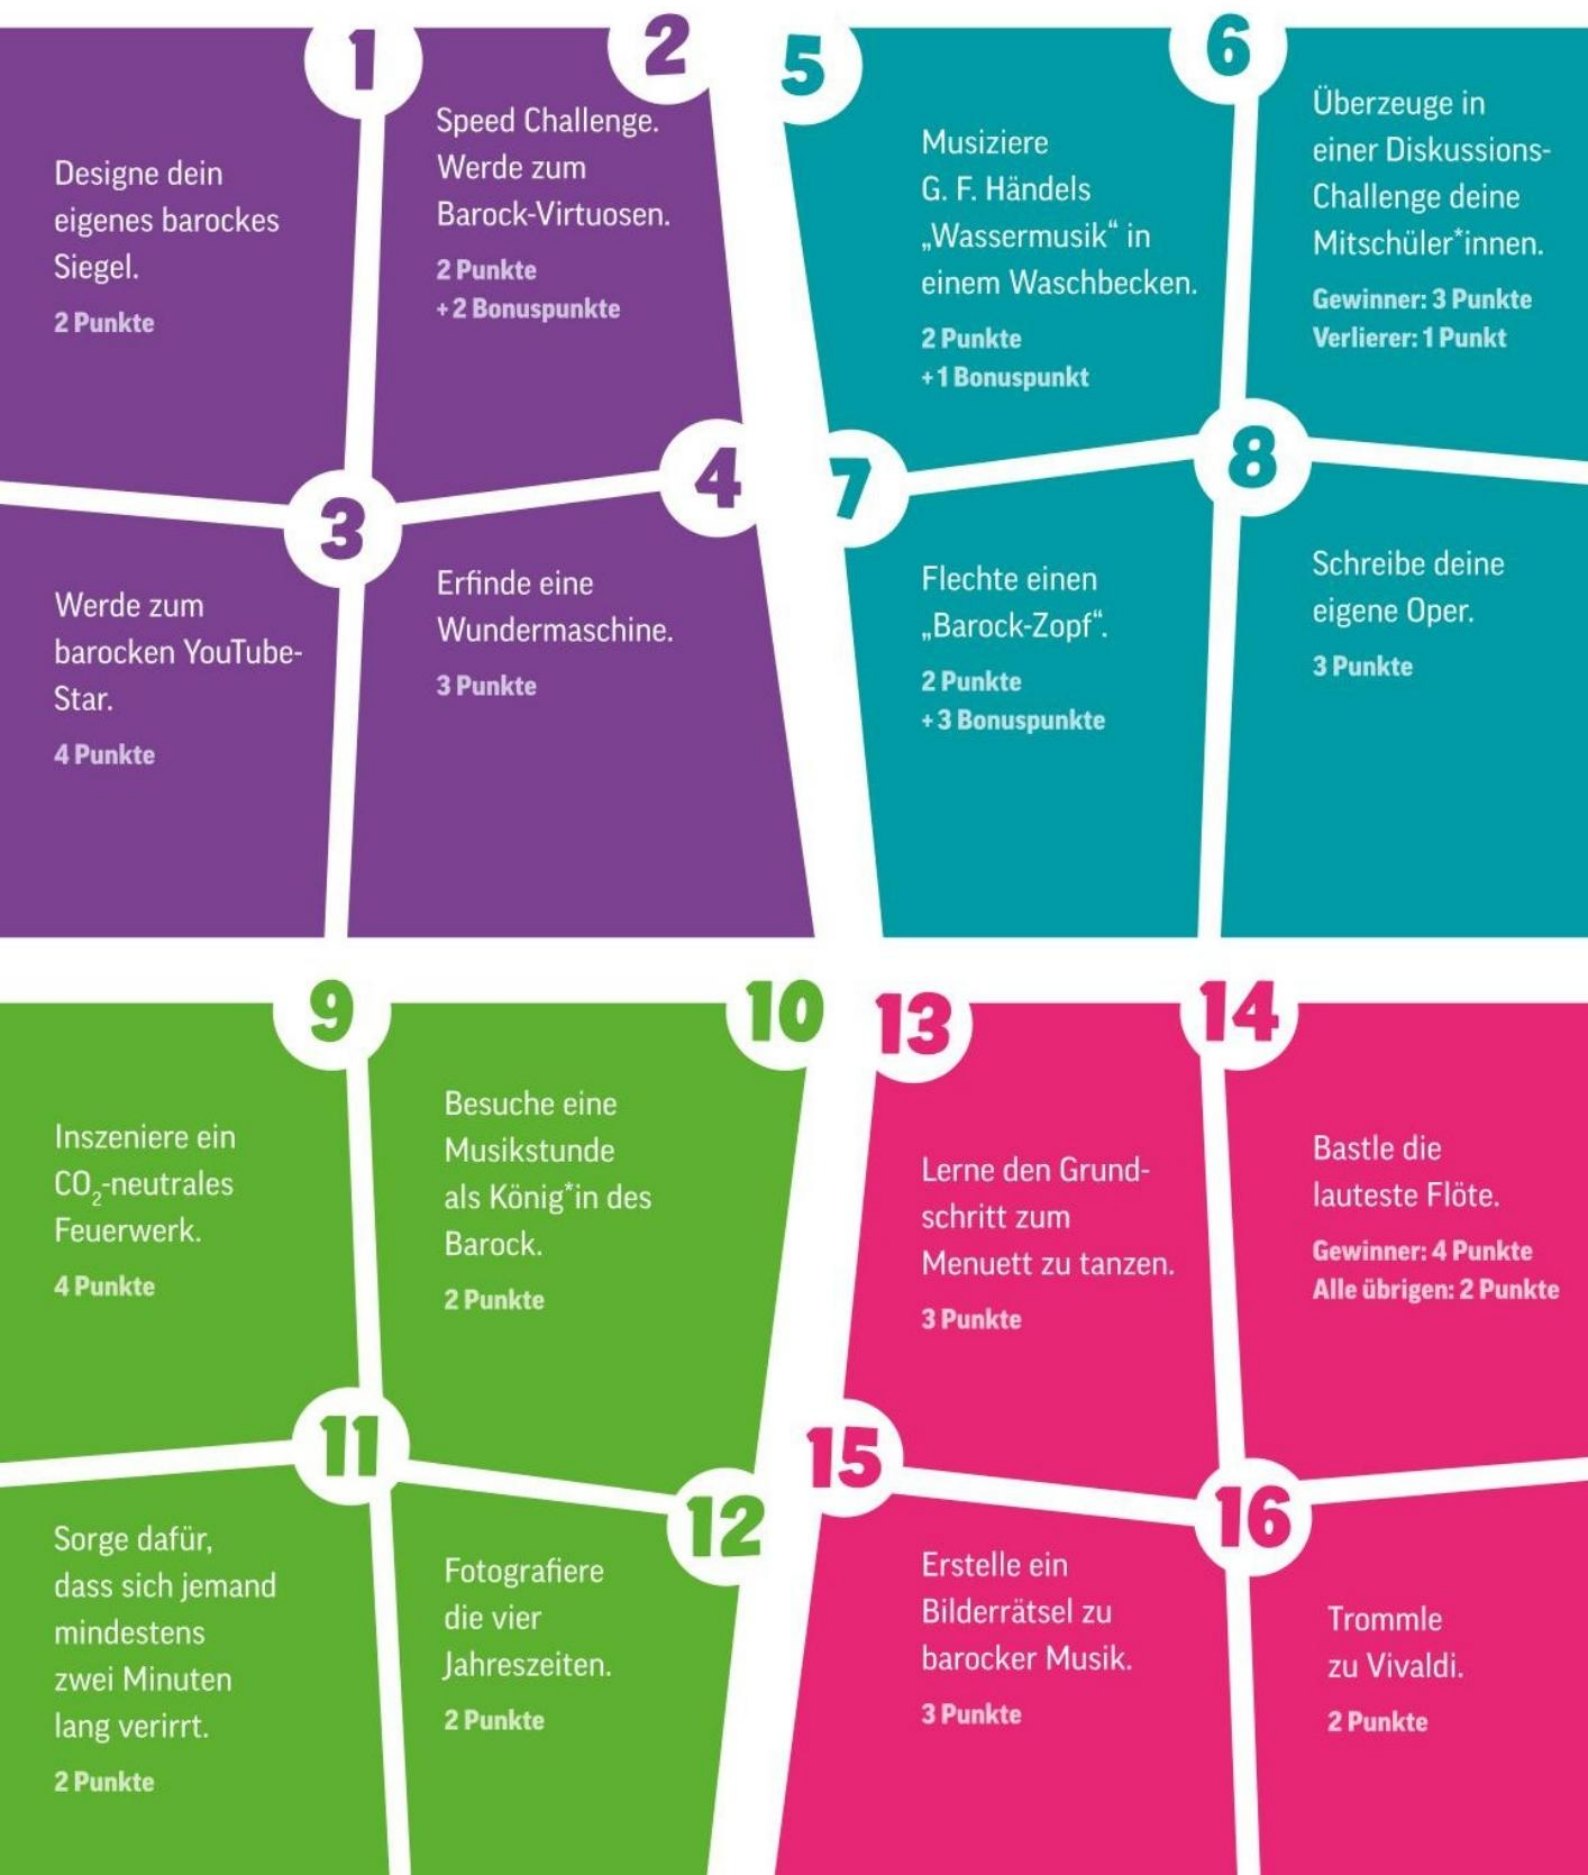 1
Designe dein
eigenes barockes
Siegel.
2 Punkte
2
Speed Challenge.
Werde zum
Barock-Virtuosen.
2 Punkte
+2 Bonuspunkte
3
Werde zum
barocken YouTube-
Star.
4 Punkte
4
Erfinde eine
Wundermaschine.
3 Punkte
5
Musiziere
G. F. Händels
„Wassermusik“ in
einem Waschbecken.
2 Punkte
+1 Bonuspunkt
6
Überzeuge in
einer Diskussions-
Challenge deine
Mitschüler*innen.
Gewinner: 3 Punkte
Verlierer: 1 Punkt
7
Flechte einen
„Barock-Zopf“.
2 Punkte
+3 Bonuspunkte
8
Schreibe deine
eigene Oper.
3 Punkte
9
Inszeniere ein
CO₂-neutrales
Feuerwerk.
4 Punkte
10
Besuche eine
Musikstunde
als König*in des
Barock.
2 Punkte
11
Sorge dafür,
dass sich jemand
mindestens
zwei Minuten
lang verirrt.
2 Punkte
12
Fotografiere
die vier
Jahreszeiten.
2 Punkte
13
Lerne den Grund-
schritt zum
Menuett zu tanzen.
3 Punkte
14
Bastle die
lauteste Flöte.
Gewinner: 4 Punkte
Alle übrigen: 2 Punkte
15
Erstelle ein
Bilderrätsel zu
barocker Musik.
3 Punkte
16
Trommle
zu Vivaldi.
2 Punkte